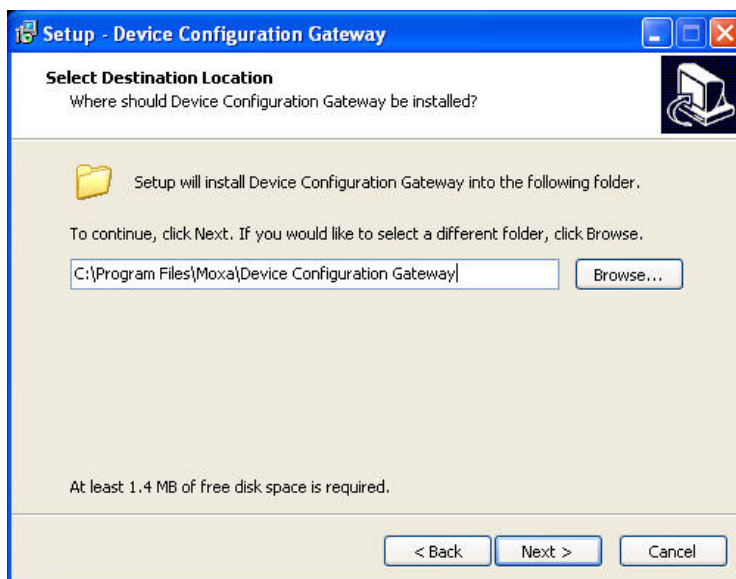 Setup - Device Configuration Gateway
Select Destination Location
Where should Device Configuration Gateway be installed?
Setup will install Device Configuration Gateway into the following folder.
To continue, click Next. If you would like to select a different folder, click Browse.
C:\Program Files\Moxa\Device Configuration Gateway
Browse...
At least 1.4 MB of free disk space is required.
< Back
Next >
Cancel